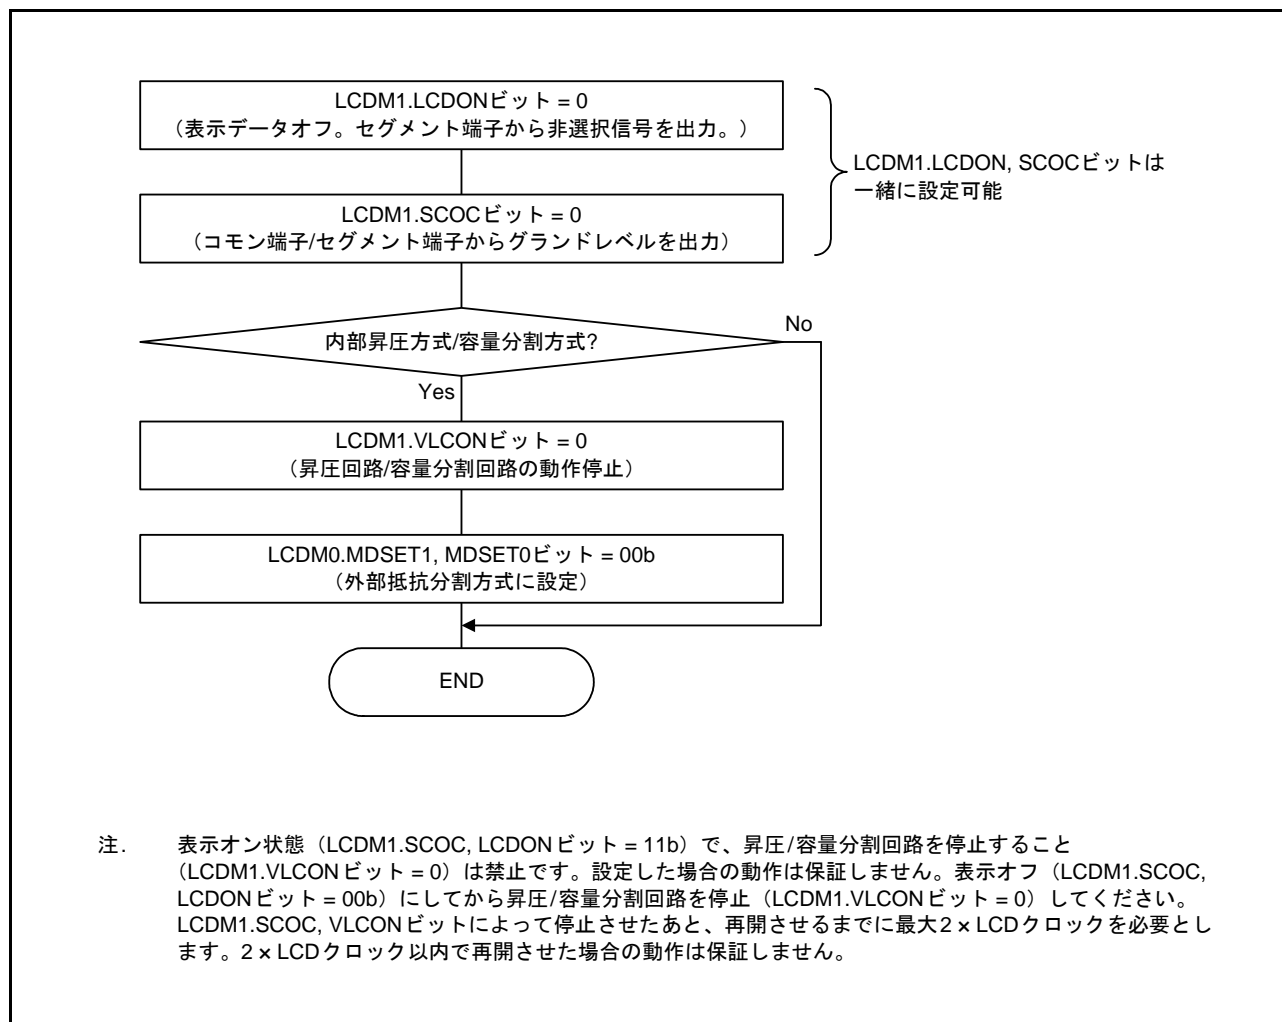 LCDM1.LCDONビット = 0
（表示データオフ。セグメント端子から非選択信号を出力。）
LCDM1.LCDON, SCOCビットは
一緒に設定可能
LCDM1.SCOCビット = 0
（コモン端子/セグメント端子からグランドレベルを出力）
内部昇圧方式/容量分割方式?
No
Yes
LCDM1.VLCONビット = 0
（昇圧回路/容量分割回路の動作停止）
LCDM0.MDSET1, MDSET0ビット = 00b
（外部抵抗分割方式に設定）
END
注. 表示オン状態（LCDM1.SCOC, LCDONビット = 11b）で、昇圧/容量分割回路を停止すること
（LCDM1.VLCONビット = 0）は禁止です。設定した場合の動作は保証しません。表示オフ（LCDM1.SCOC,
LCDONビット = 00b）にしてから昇圧/容量分割回路を停止（LCDM1.VLCONビット = 0）してください。
LCDM1.SCOC, VLCONビットによって停止させたあと、再開させるまでに最大2 × LCDクロックを必要とし
ます。2 × LCDクロック以内で再開させた場合の動作は保証しません。